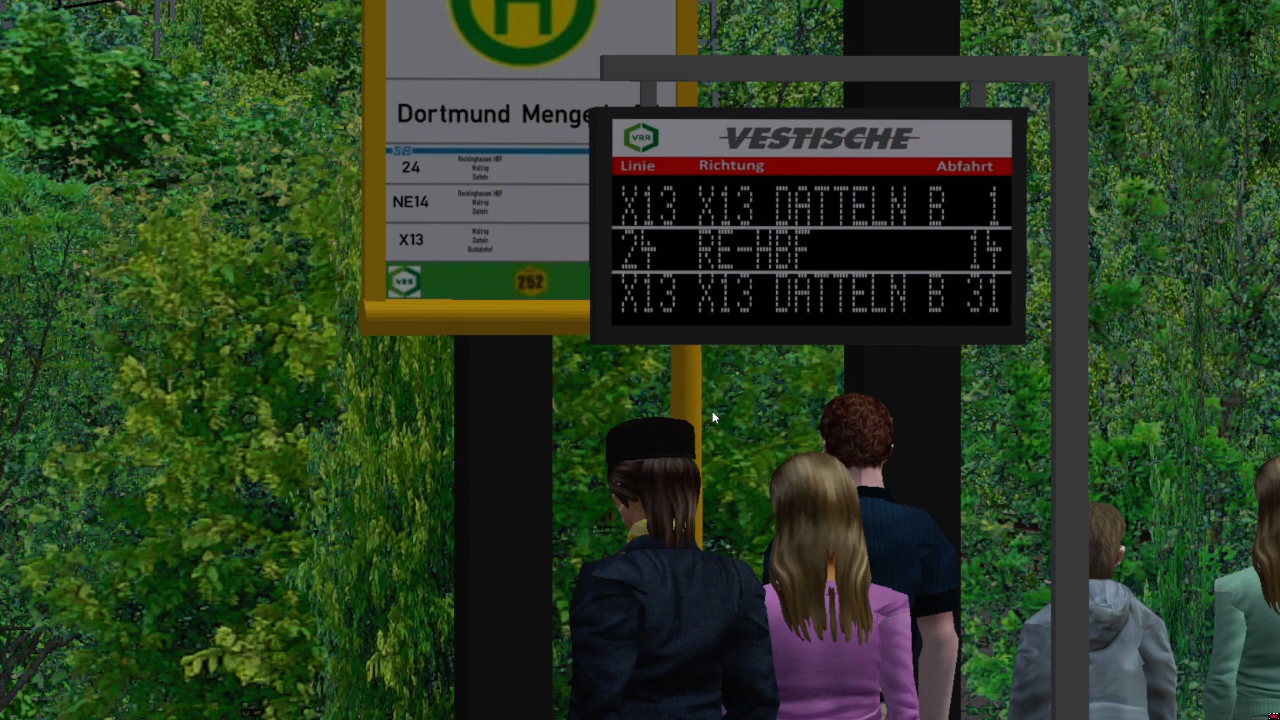 H
Dortmund Menge
SB
24
Recklinghausen HBF
Waltrop
Datteln
NE14
Recklinghausen HBF
Waltrop
Datteln
X13
Waltrop
Datteln
Busbahnhof
VRR
252
VRR VESTISCHE
Linie Richtung Abfahrt
X13 X13 DATTELN B 1
24 RE-HBF 14
X13 X13 DATTELN B 31